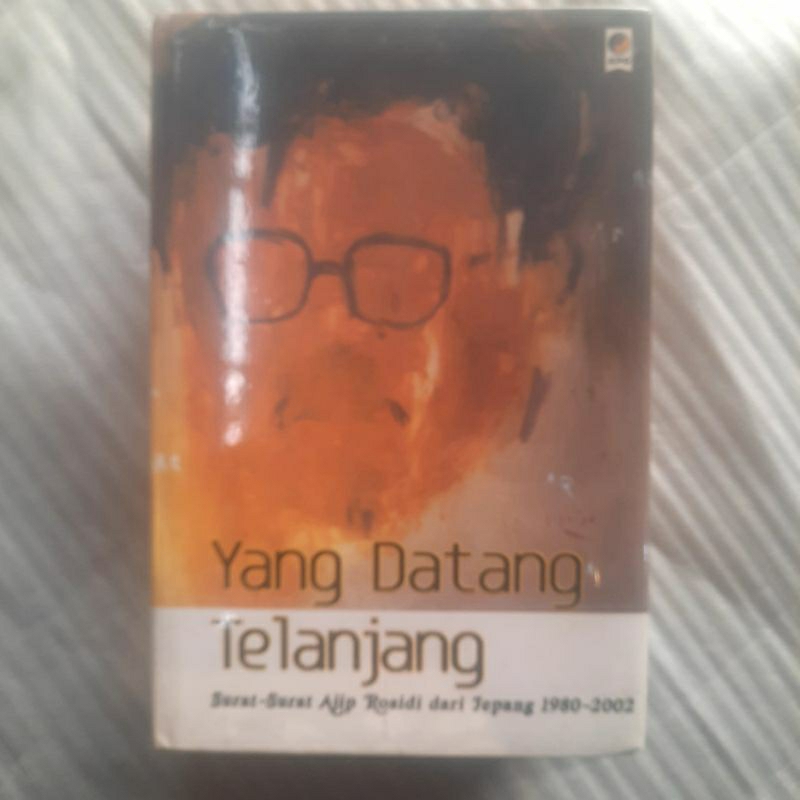 Yang Datang
Telanjang
Surat-Surat Ajip Rosidi dari Jepang 1980-2002